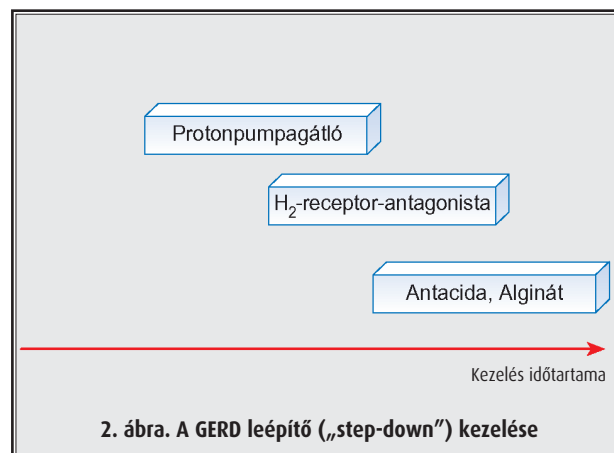 Protonpumpagátló
H₂-receptor-antagonista
Antacida, Alginát
Kezelés időtartama
2. ábra. A GERD leépítő („step-down”) kezelése